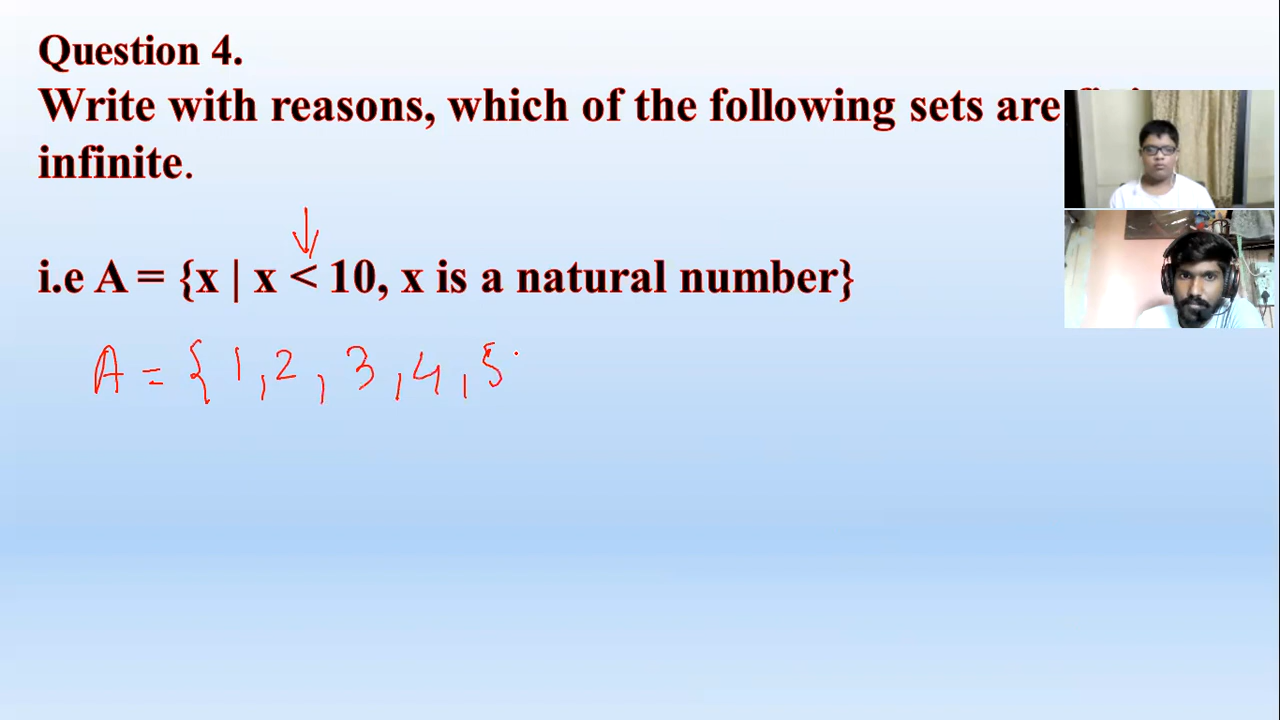 Question 4.
Write with reasons, which of the following sets are
infinite.
i.e A = {x | x < 10, x is a natural number}
A = { 1, 2, 3, 4, 5